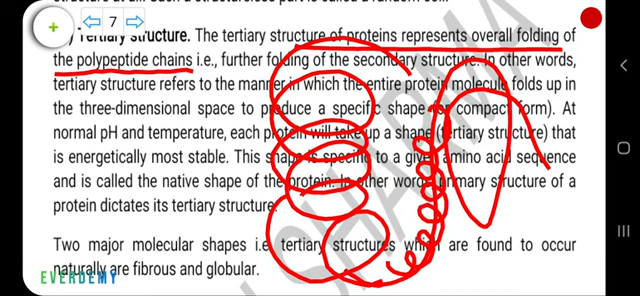 7
Tertiary structure. The tertiary structure of proteins represents overall folding of
the polypeptide chains i.e., further folding of the secondary structure. In other words,
tertiary structure refers to the manner in which the entire protein molecule folds up in
the three-dimensional space to produce a specific shape (or compact form). At
normal pH and temperature, each protein will take up a shape (tertiary structure) that
is energetically most stable. This shape is specific to a given amino acid sequence
and is called the native shape of the protein. In other words primary structure of a
protein dictates its tertiary structure.
Two major molecular shapes i.e. tertiary structures which are found to occur
naturally are fibrous and globular.
EVERDEMY
SHARMA